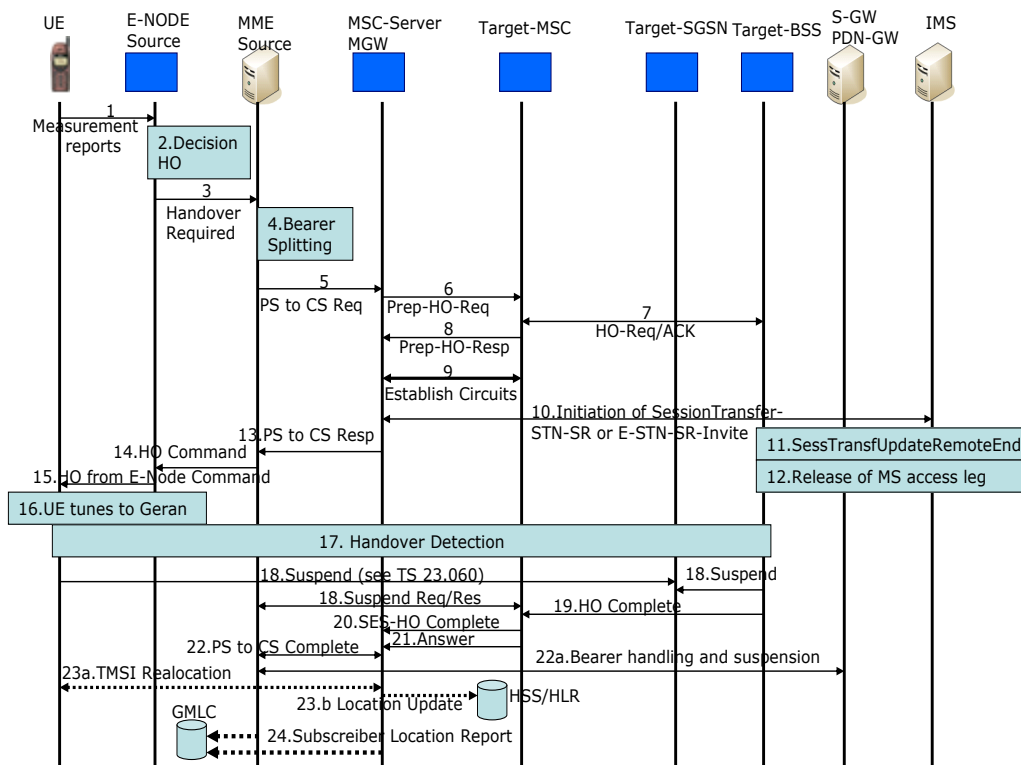 UE
E-NODE
Source
MME
Source
MSC-Server
MGW
Target-MSC
Target-SGSN
Target-BSS
S-GW
PDN-GW
IMS
1
Measurement
reports
2.Decision
HO
3
Handover
Required
4.Bearer
Splitting
5
PS to CS Req
6
Prep-HO-Req
7
HO-Req/ACK
8
Prep-HO-Resp
9
Establish Circuits
10.Initiation of SessionTransfer-
STN-SR or E-STN-SR-Invite
11.SessTransfUpdateRemoteEnd
12.Release of MS access leg
13.PS to CS Resp
14.HO Command
15.HO from E-Node Command
16.UE tunes to Geran
17. Handover Detection
18.Suspend (see TS 23.060)
18.Suspend
18.Suspend Req/Res
19.HO Complete
20.SES-HO Complete
21.Answer
22.PS to CS Complete
22a.Bearer handling and suspension
23a.TMSI Realocation
23.b Location Update
HSS/HLR
GMLC
24.Subscreiber Location Report